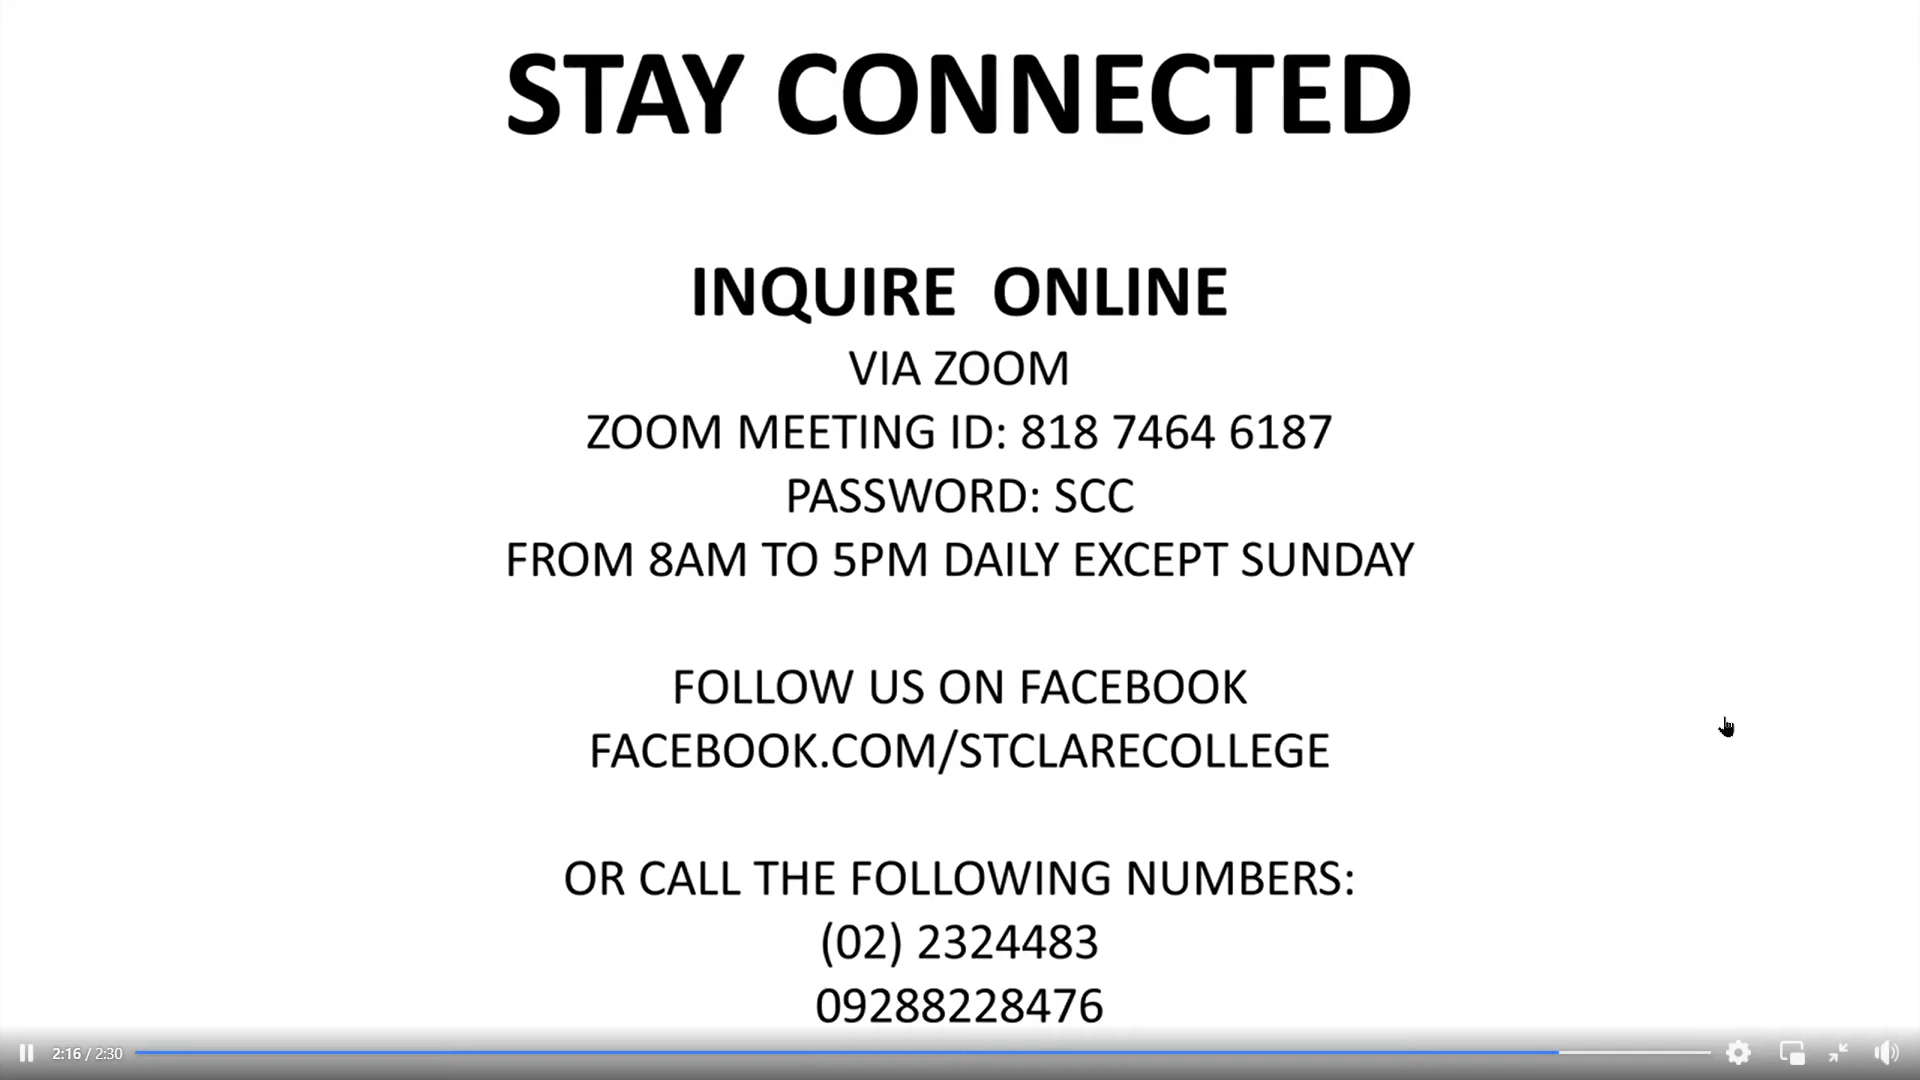 STAY CONNECTED
INQUIRE ONLINE
VIA ZOOM
ZOOM MEETING ID: 818 7464 6187
PASSWORD: SCC
FROM 8AM TO 5PM DAILY EXCEPT SUNDAY
FOLLOW US ON FACEBOOK
FACEBOOK.COM/STCLARECOLLEGE
OR CALL THE FOLLOWING NUMBERS:
(02) 2324483
09288228476
2:16 / 2:30